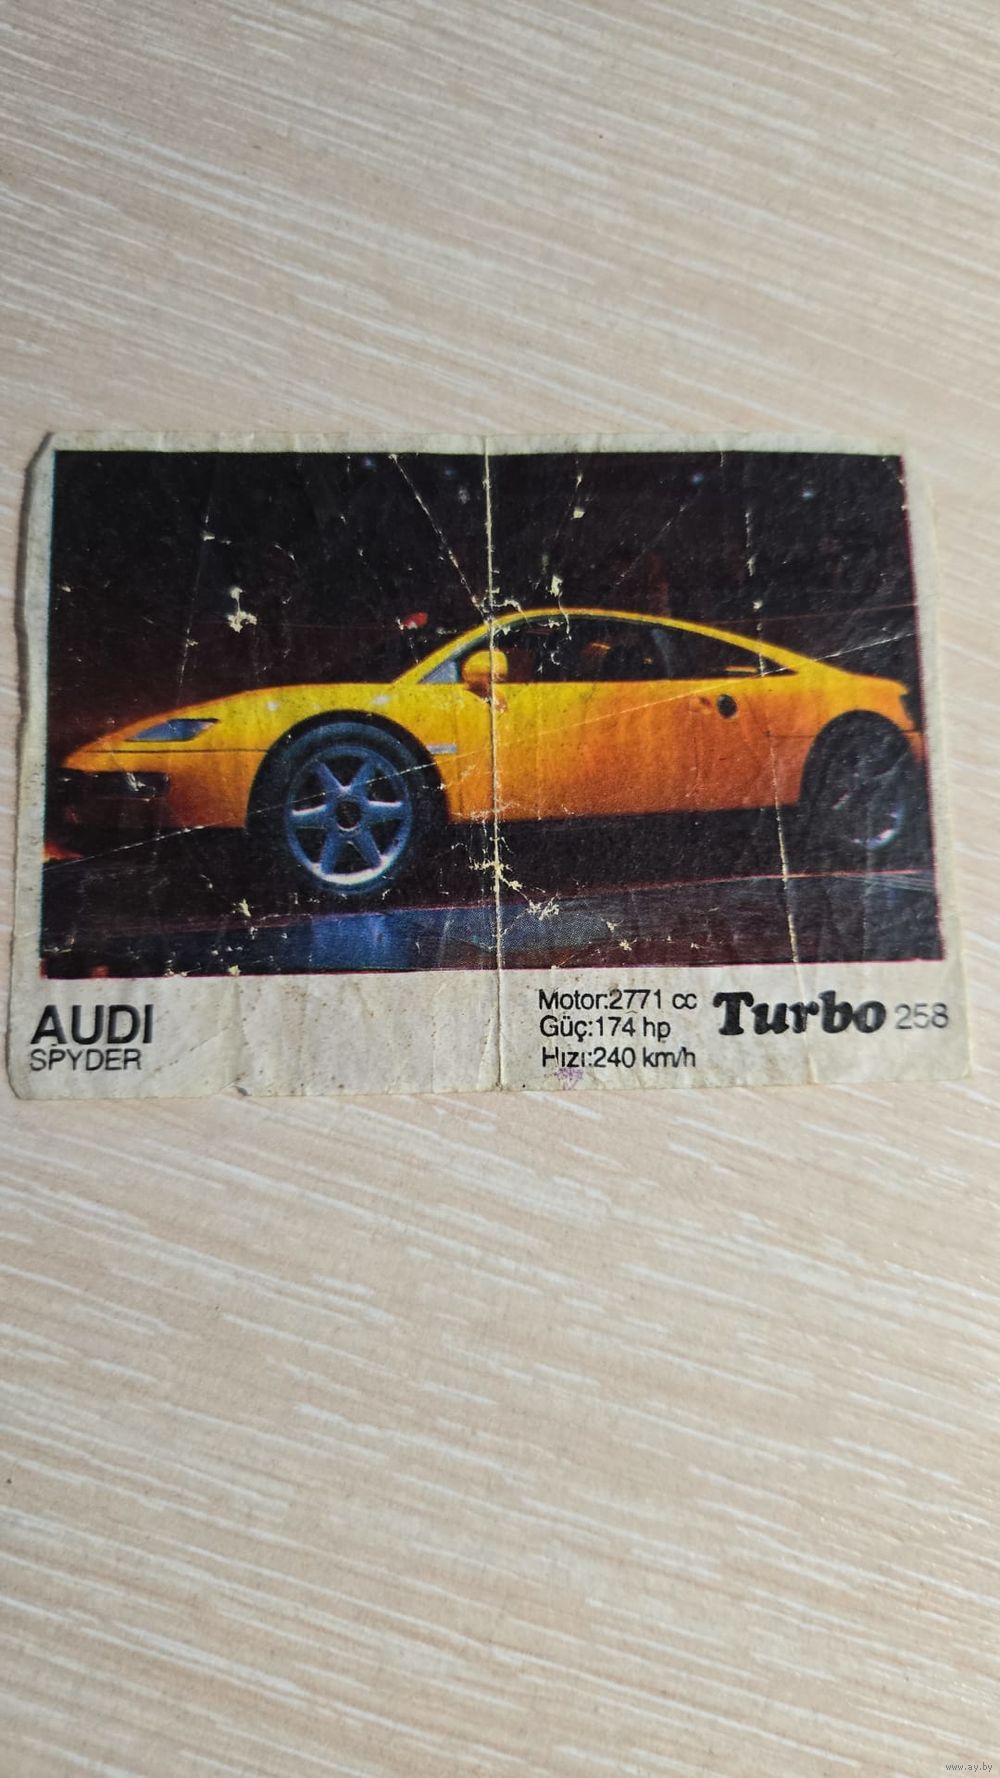 AUDI
SPYDER
Motor:2771 cc
Güç:174 hp
Hızı:240 km/h
Turbo 258
www.ay.by